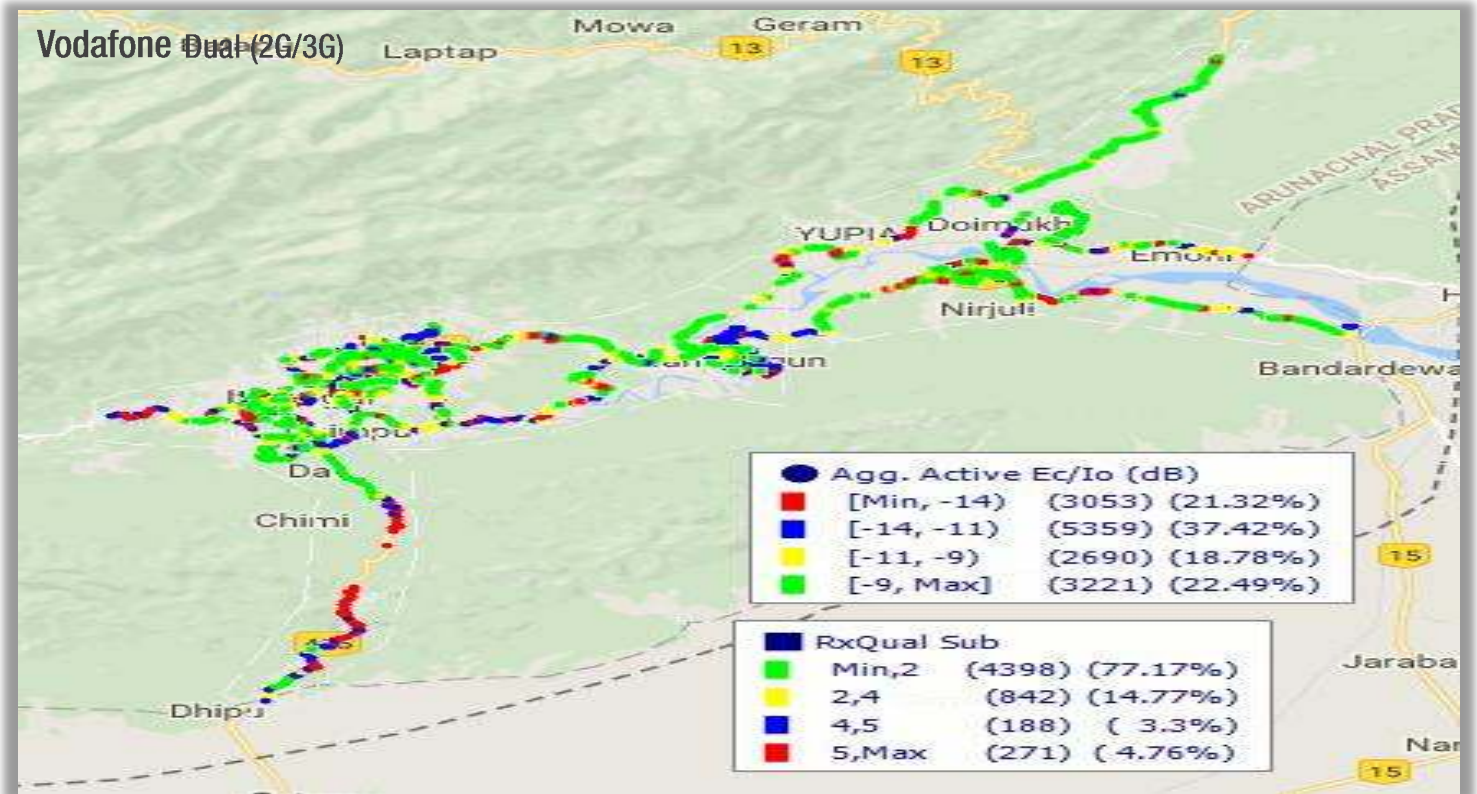 Vodafone Dual (2G/3G)
Mowa
Geram
Laptap
13
13
ARUNACHAL PRAD
ASSAM
YUPIA
Doimukh
Nirjuli
Bandardewa
Da
Chimi
Dhipu
Agg. Active Ec/Io (dB)
[Min, -14) (3053) (21.32%)
[-14, -11) (5359) (37.42%)
[-11, -9) (2690) (18.78%)
[-9, Max] (3221) (22.49%)
RxQual Sub
Min,2 (4398) (77.17%)
2,4 (842) (14.77%)
4,5 (188) ( 3.3%)
5,Max (271) ( 4.76%)
15
Jaraba
Nar
15